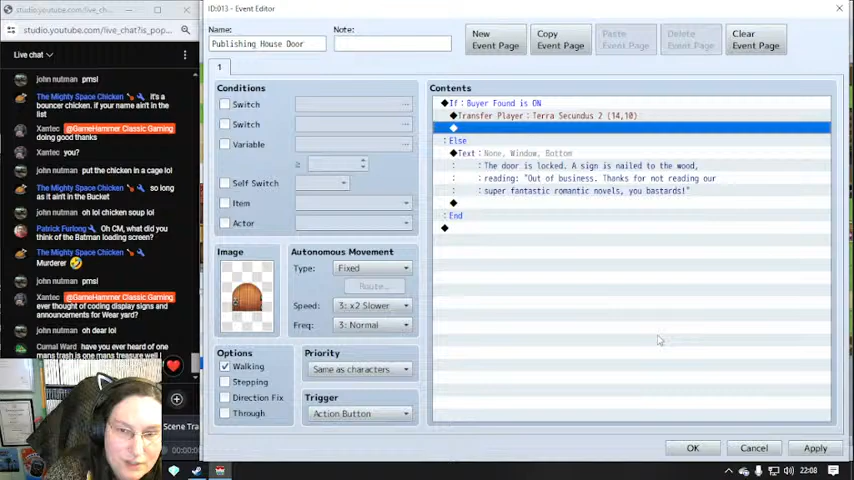 studio.youtube.com/live_chat?is_pop...
studio.youtube.com/live_chat?is_p...
Live chat
john nutman pmsl
The Mighty Space Chicken it's a
bouncer chicken. if your name ain't in the
list
Xantec @GameHammer Classic Gaming
doing good thanks
Xantec you?
john nutman put the chicken in a cage lol
The Mighty Space Chicken so long
as it ain't in the Bucket
john nutman oh lol chicken soup lol
Patrick Furlong Oh CM, what did you
think of the Batman loading screen?
The Mighty Space Chicken
Murderer
john nutman pmsl
Xantec @GameHammer Classic Gaming
ever thought of coding display signs and
announcements for Wear yard?
john nutman oh dear lol
Cumal Ward have you ever heard of one
mans trash is one mans treasure well I
Scene Tra
00:00:0
ID:013 - Event Editor
Name:
Publishing House Door
Note:
New
Event Page
Copy
Event Page
Paste
Event Page
Delete
Event Page
Clear
Event Page
1
Conditions
Switch
...
Switch
...
Variable
...
≥
Self Switch
Item
Actor
Image
Autonomous Movement
Type:
Fixed
Route...
Speed:
3: x2 Slower
Freq:
3: Normal
Options
Walking
Stepping
Direction Fix
Through
Priority
Same as characters
Trigger
Action Button
Contents
◆If : Buyer Found is ON
◆Transfer Player : Terra Secundus 2 (14,10)
◆
: Else
◆Text : None, Window, Bottom
: : The door is locked. A sign is nailed to the wood,
: : reading: "Out of business. Thanks for not reading our
: : super fantastic romantic novels, you bastards!"
◆
: End
◆
OK
Cancel
Apply
22:08